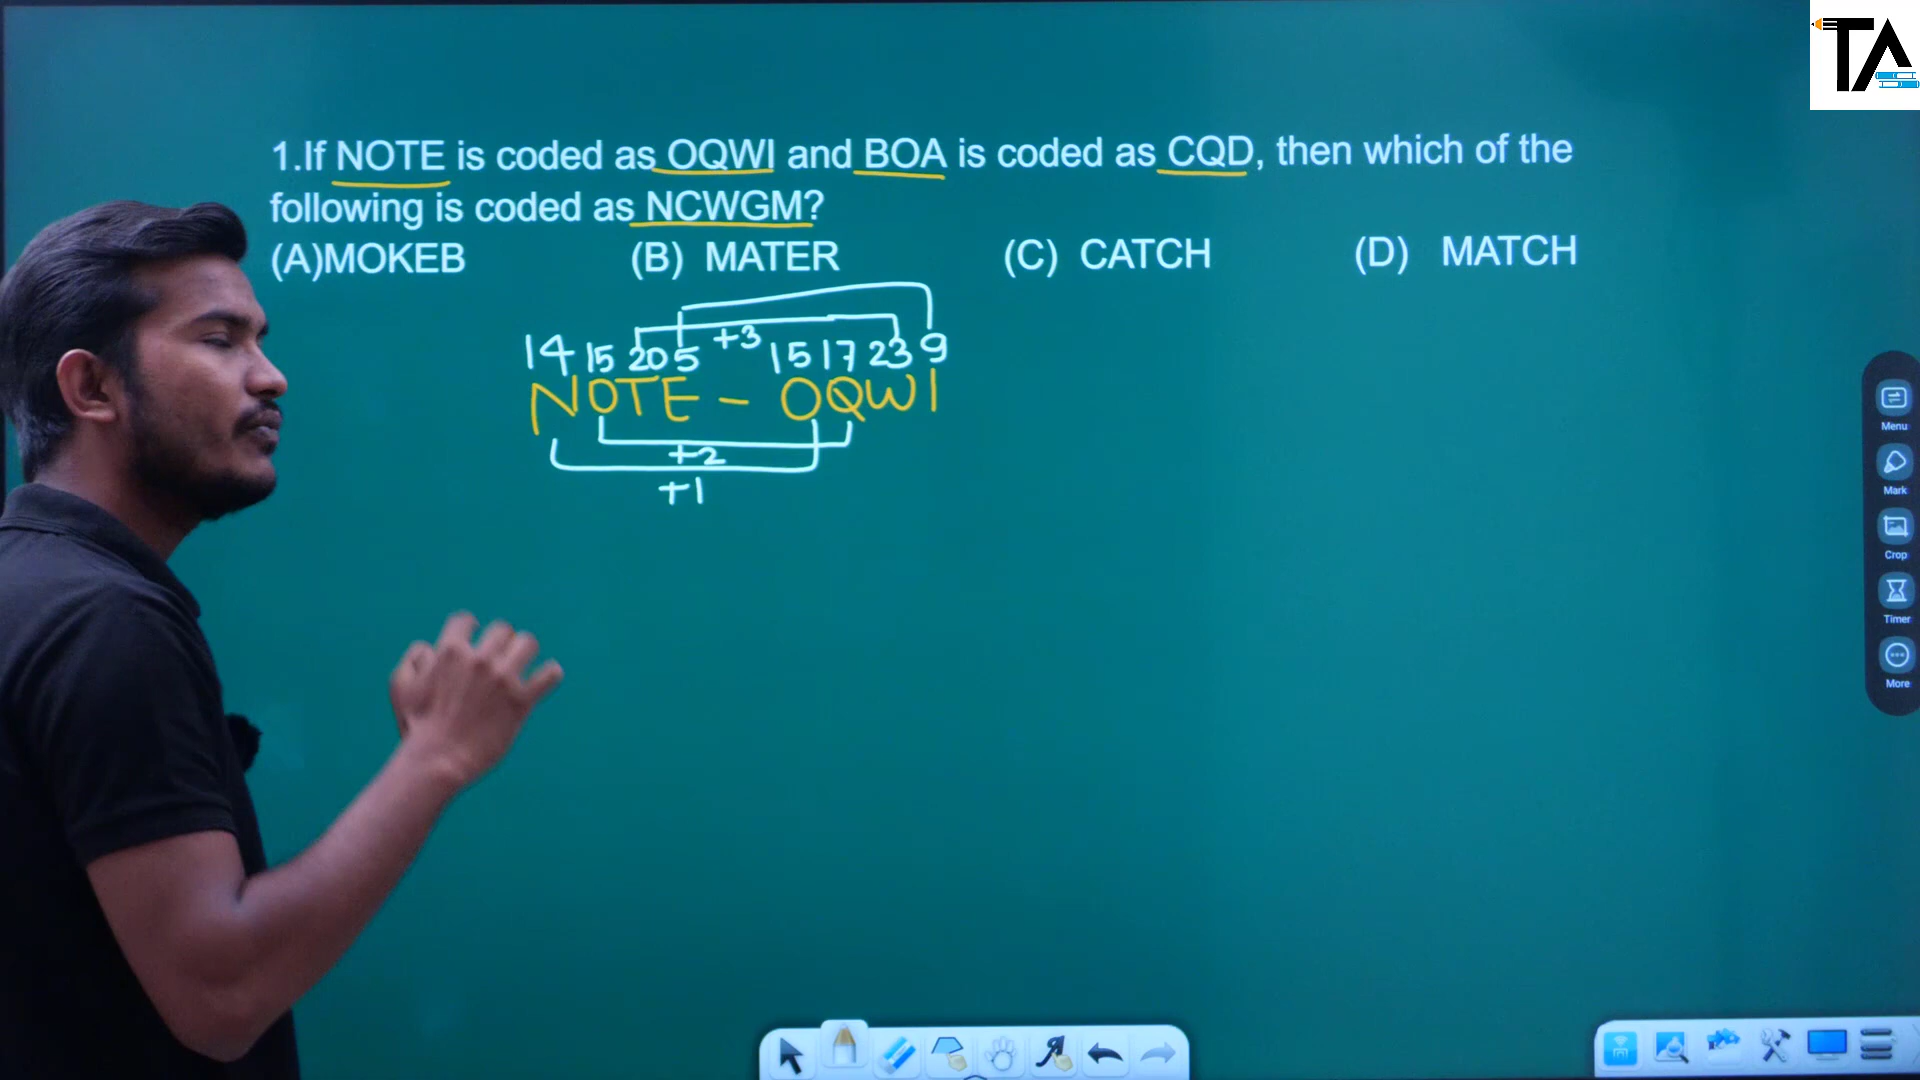 TA
1.If NOTE is coded as OQWI and BOA is coded as CQD, then which of the
following is coded as NCWGM?
(A)MOKEB (B) MATER (C) CATCH (D) MATCH
14 15 20 5 +3 15 17 23 9
NOTE - OQWI
+2
+1
Menu
Mark
Crop
Timer
More